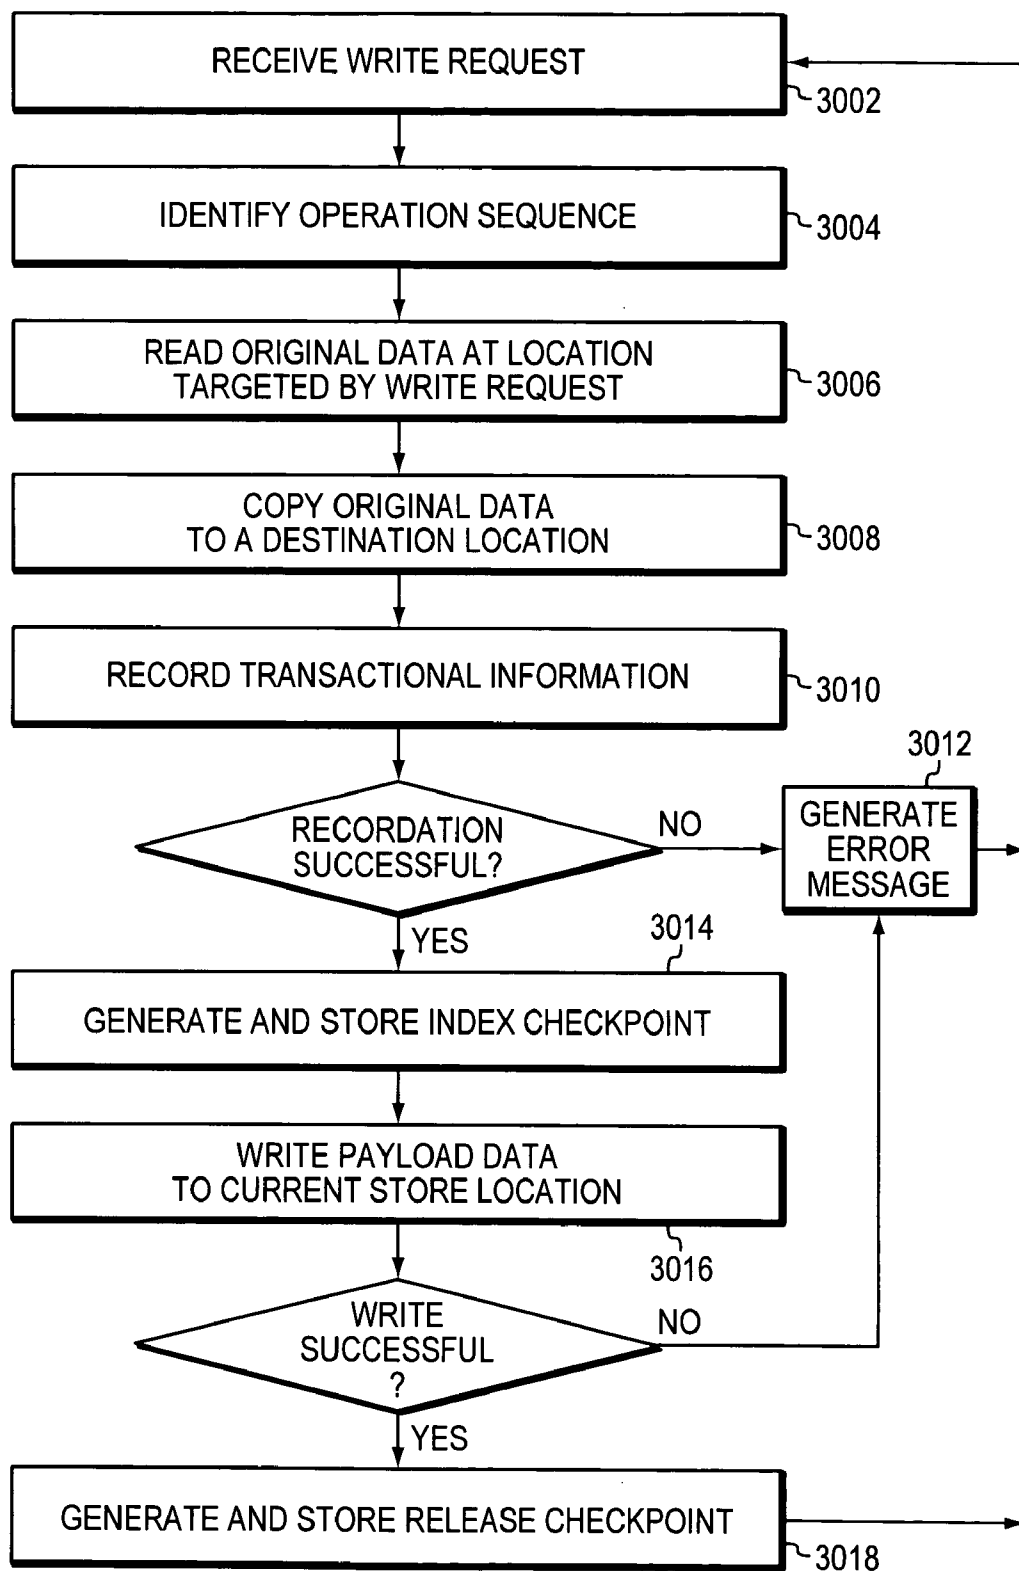 RECEIVE WRITE REQUEST
3002
IDENTIFY OPERATION SEQUENCE
3004
READ ORIGINAL DATA AT LOCATION
TARGETED BY WRITE REQUEST
3006
COPY ORIGINAL DATA
TO A DESTINATION LOCATION
3008
RECORD TRANSACTIONAL INFORMATION
3010
RECORDATION
SUCCESSFUL?
NO
3012
GENERATE
ERROR
MESSAGE
YES
3014
GENERATE AND STORE INDEX CHECKPOINT
WRITE PAYLOAD DATA
TO CURRENT STORE LOCATION
3016
WRITE
SUCCESSFUL
?
NO
YES
GENERATE AND STORE RELEASE CHECKPOINT
3018